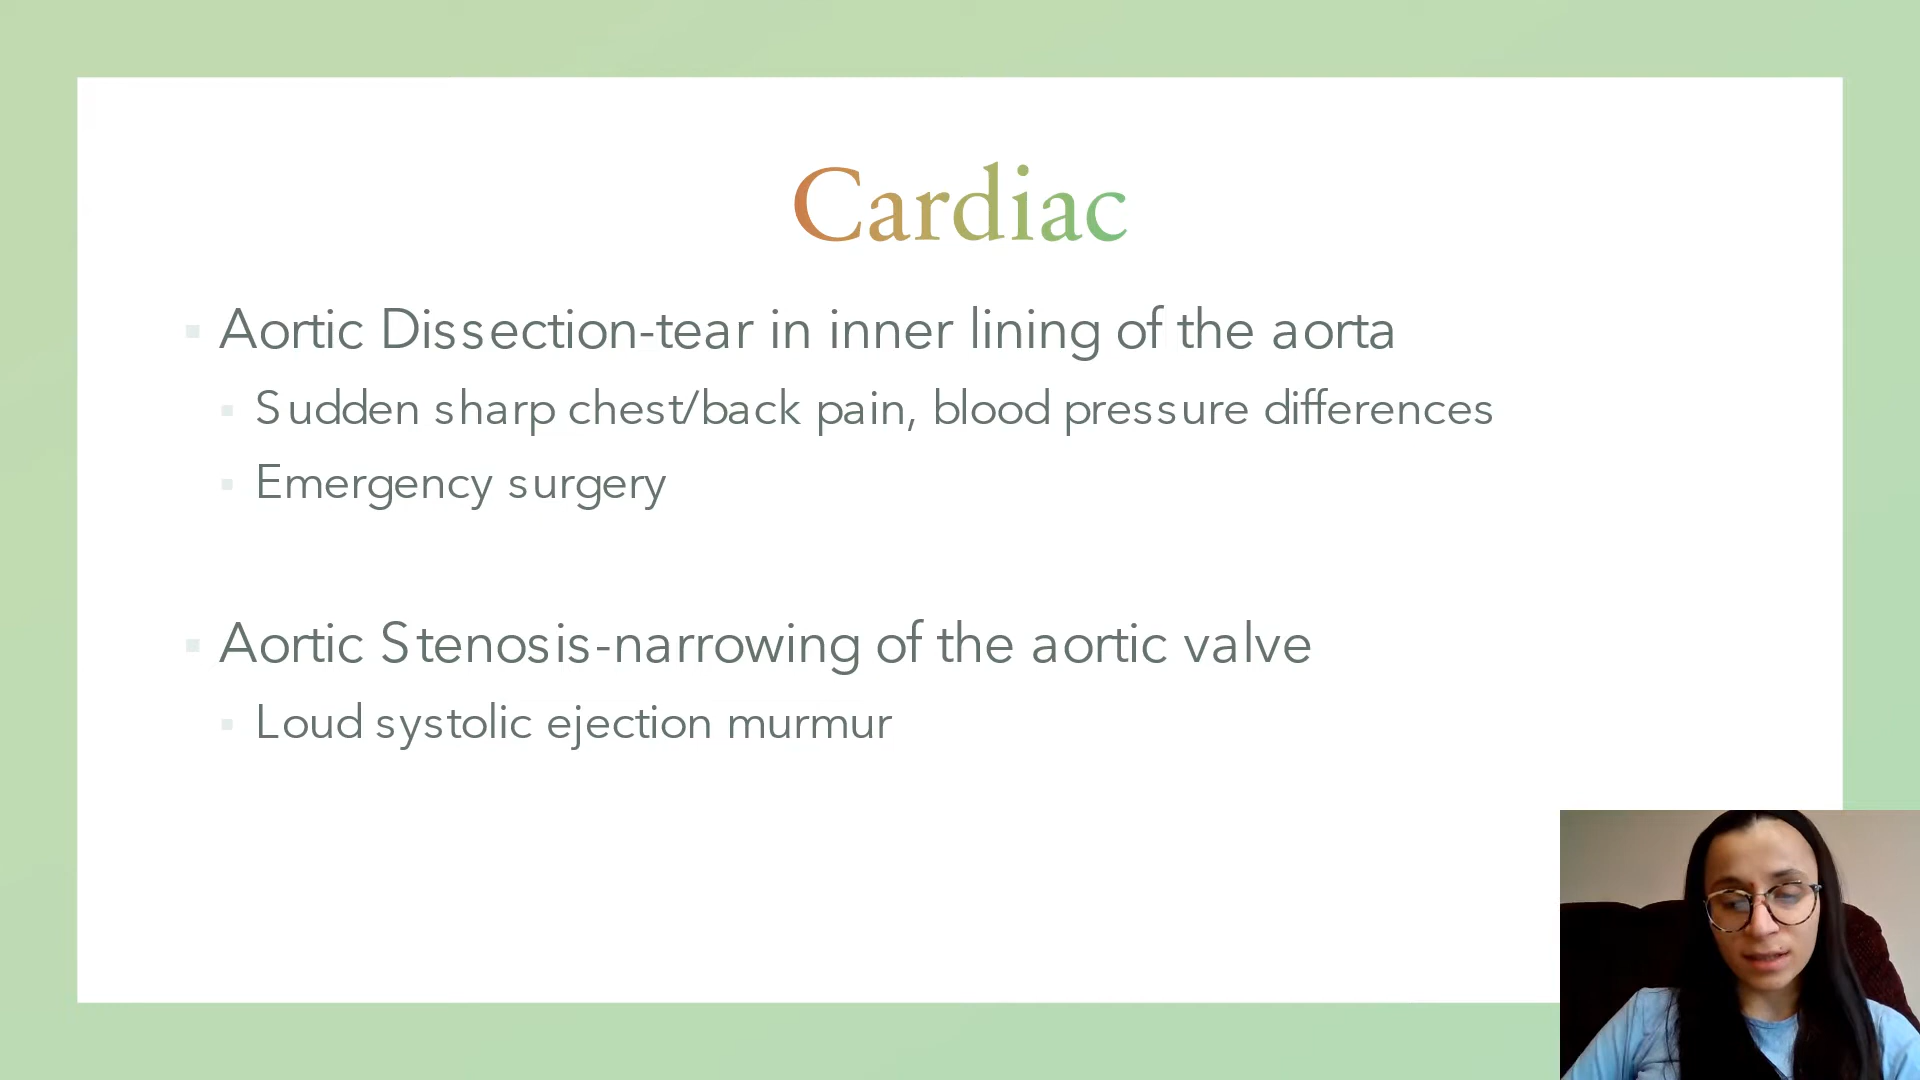 Cardiac
Aortic Dissection-tear in inner lining of the aorta
Sudden sharp chest/back pain, blood pressure differences
Emergency surgery
Aortic Stenosis-narrowing of the aortic valve
Loud systolic ejection murmur